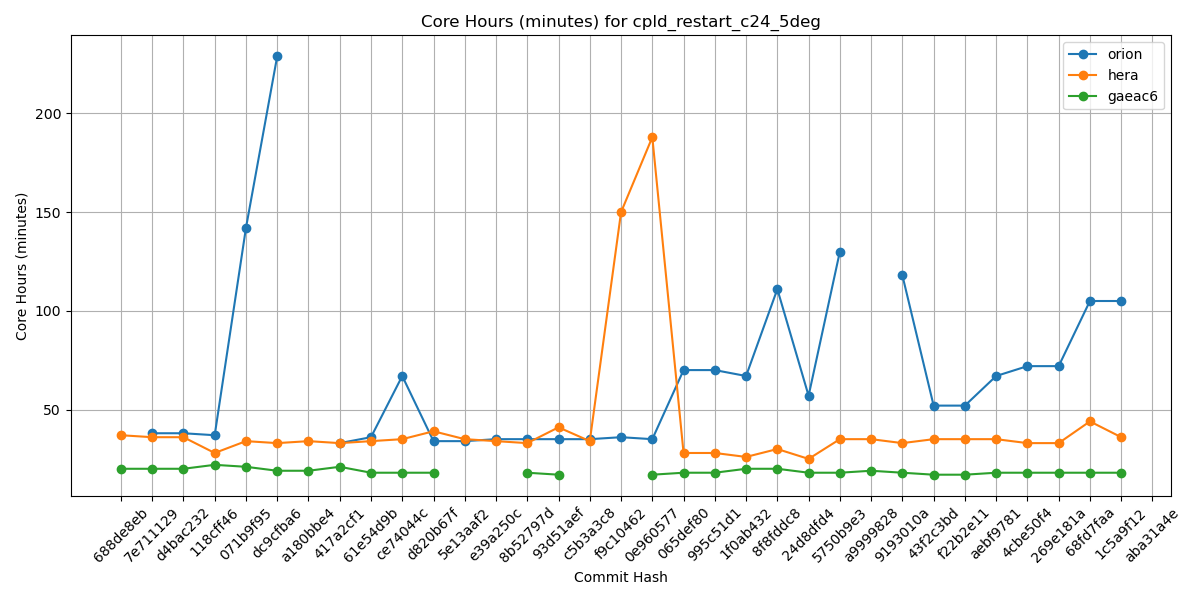 Core Hours (minutes) for cpld_restart_c24_5deg
orion
hera
gaeac6
Core Hours (minutes)
200
150
100
50
688de8eb
7e711129
d4bac232
118cff46
071b9f95
dc9cfba6
a180bbe4
417a2cf1
61e54d9b
ce74044c
d820b67f
5e13aaf2
e39a250c
8b52797d
93d51aef
c5b3a3c8
f9c10462
0e960577
065def80
995c51d1
1f0ab432
8f8fddc8
24d8dfd4
5750b9e3
a9999828
9193010a
43f2c3bd
f22b2e11
aebf9781
4cbe50f4
269e181a
68fd7faa
1c5a9f12
aba31a4e
Commit Hash